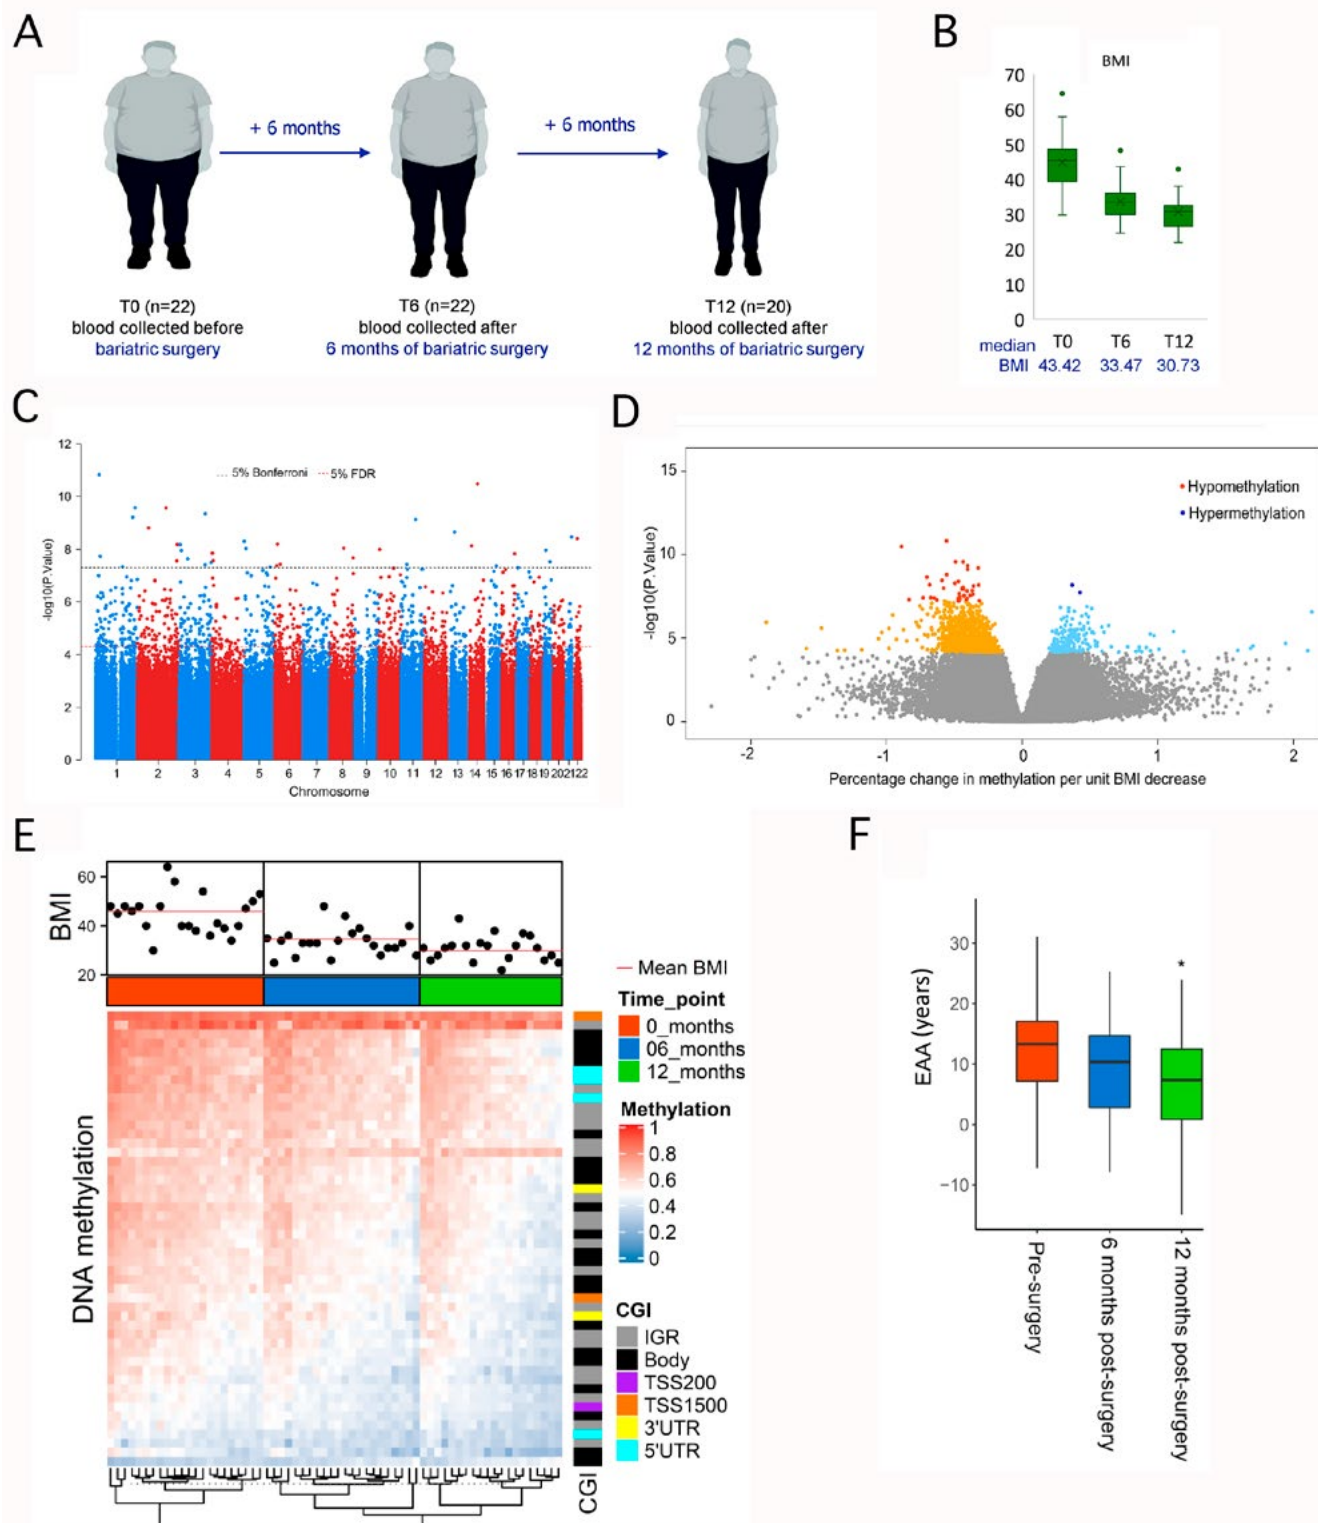 A
+ 6 months
+ 6 months
T0 (n=22)
blood collected before
bariatric surgery
T6 (n=22)
blood collected after
6 months of bariatric surgery
T12 (n=20)
blood collected after
12 months of bariatric surgery
B
BMI
70
60
50
40
30
20
10
0
T0 T6 T12
median
BMI 43.42 33.47 30.73
C
12
10
8
6
4
2
0
-log10(P.Value)
5% Bonferroni 5% FDR
1 2 3 4 5 6 7 8 9 10 11 12 13 14 15 16 17 18 19 20 21 22
Chromosome
D
15
10
5
0
-log10(P.Value)
Hypomethylation
Hypermethylation
-2 -1 0 1 2
Percentage change in methylation per unit BMI decrease
E
BMI
60
40
20
Mean BMI
Time_point
0_months
06_months
12_months
DNA methylation
Methylation
1
0.8
0.6
0.4
0.2
0
CGI
IGR
Body
TSS200
TSS1500
3'UTR
5'UTR
CGI
F
EAA (years)
30
20
10
0
−10
*
Pre-surgery
6 months post-surgery
12 months post-surgery